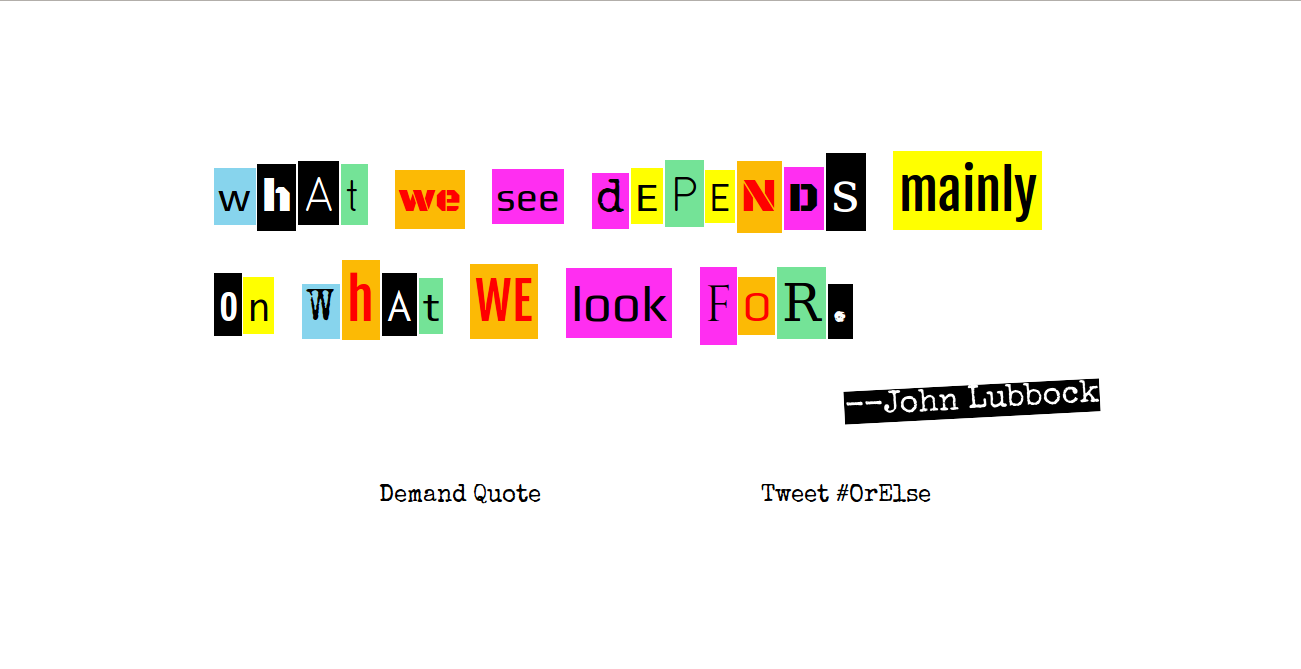 whAt we see dEPENDS mainly
On WhAt WE look FoR.
--John Lubbock
Demand Quote Tweet #OrElse